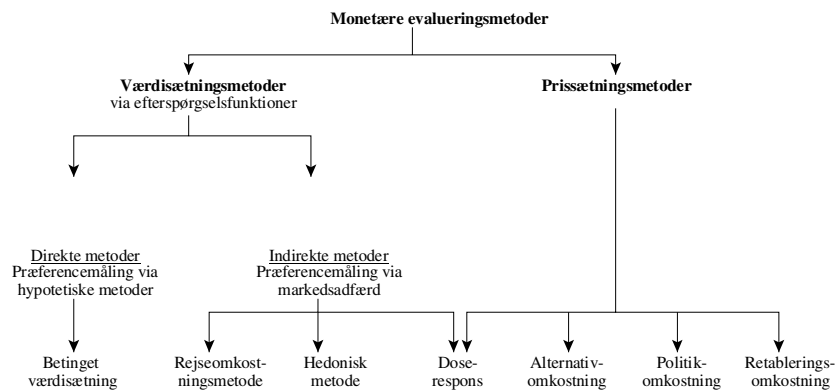 Monetære evalueringsmetoder
Værdisætningsmetoder
via efterspørgselsfunktioner
Prissætningsmetoder
Direkte metoder
Præferencemåling via
hypotetiske metoder
Indirekte metoder
Præferencemåling via
markedsadfærd
Betinget
værdisætning
Rejseomkost-
ningsmetode
Hedonisk
metode
Dose-
respons
Alternativ-
omkostning
Politik-
omkostning
Retablerings-
omkostning